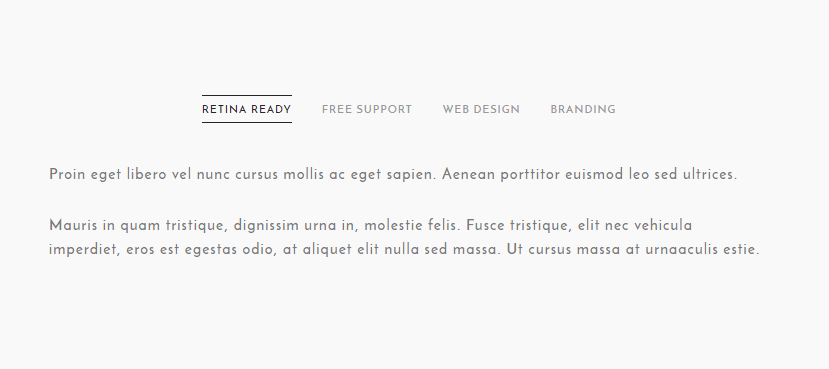 RETINA READY FREE SUPPORT WEB DESIGN BRANDING
Proin eget libero vel nunc cursus mollis ac eget sapien. Aenean porttitor euismod leo sed ultrices.
Mauris in quam tristique, dignissim urna in, molestie felis. Fusce tristique, elit nec vehicula
imperdiet, eros est egestas odio, at aliquet elit nulla sed massa. Ut cursus massa at urnaaculis estie.